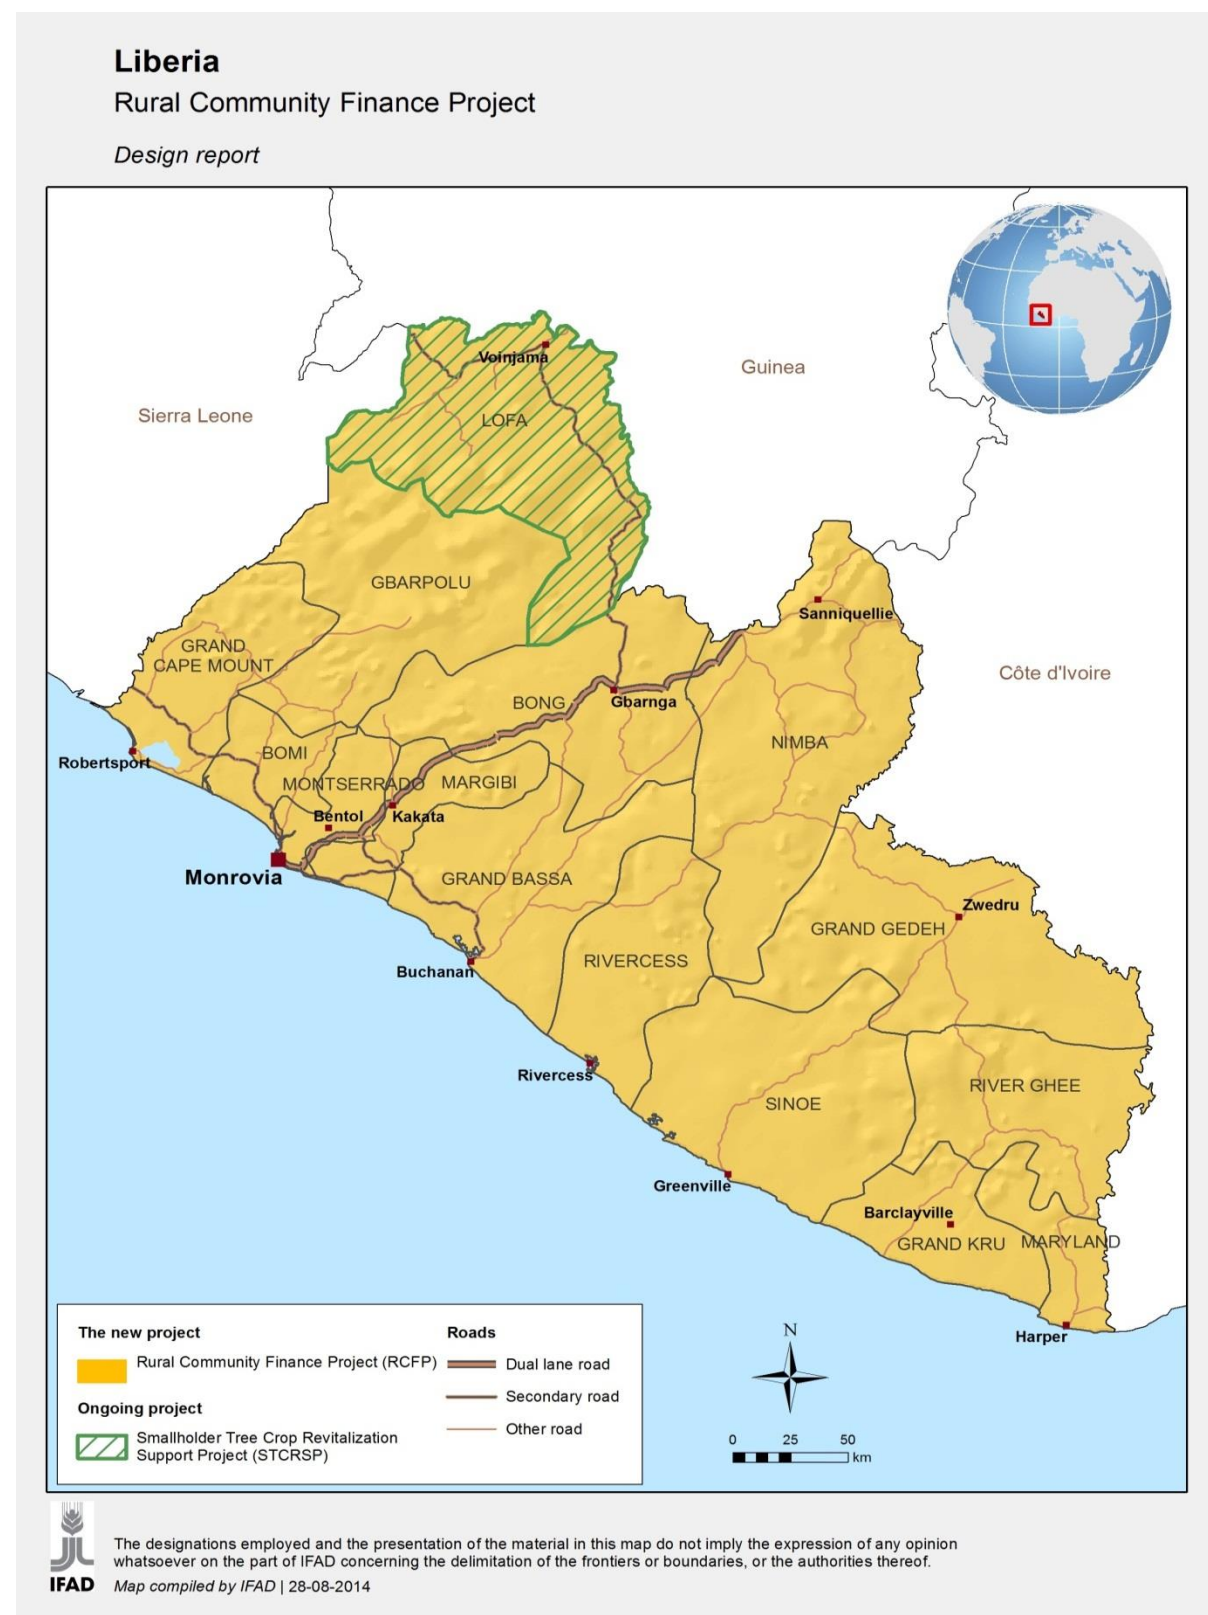 Liberia
Rural Community Finance Project
Design report
Guinea
Sierra Leone
Côte d'Ivoire
Voinjama
LOFA
GBARPOLU
Sanniquellie
GRAND
CAPE MOUNT
BONG
Gbarnga
NIMBA
Robertsport
BOMI
MONTSERRADO
MARGIBI
Bentol
Kakata
Monrovia
GRAND BASSA
Zwedru
GRAND GEDEH
Buchanan
RIVERCESS
Rivercess
RIVER GHEE
SINOE
Greenville
Barclayville
GRAND KRU
MARYLAND
Harper
The new project
Rural Community Finance Project (RCFP)
Ongoing project
Smallholder Tree Crop Revitalization
Support Project (STCRSP)
Roads
Dual lane road
Secondary road
Other road
N
0 25 50
km
IFAD
The designations employed and the presentation of the material in this map do not imply the expression of any opinion
whatsoever on the part of IFAD concerning the delimitation of the frontiers or boundaries, or the authorities thereof.
Map compiled by IFAD | 28-08-2014